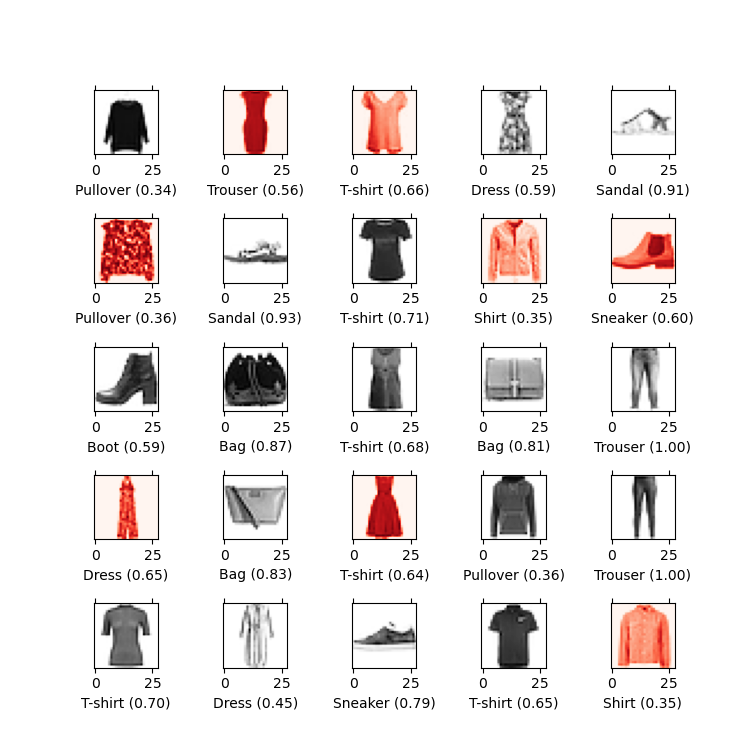 0 25 0 25 0 25 0 25 0 25
Pullover (0.34) Trouser (0.56) T-shirt (0.66) Dress (0.59) Sandal (0.91)
0 25 0 25 0 25 0 25 0 25
Pullover (0.36) Sandal (0.93) T-shirt (0.71) Shirt (0.35) Sneaker (0.60)
0 25 0 25 0 25 0 25 0 25
Boot (0.59) Bag (0.87) T-shirt (0.68) Bag (0.81) Trouser (1.00)
0 25 0 25 0 25 0 25 0 25
Dress (0.65) Bag (0.83) T-shirt (0.64) Pullover (0.36) Trouser (1.00)
0 25 0 25 0 25 0 25 0 25
T-shirt (0.70) Dress (0.45) Sneaker (0.79) T-shirt (0.65) Shirt (0.35)